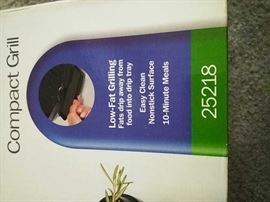 Compact Grill
Low-Fat Grilling
Fats drip away from
food into drip tray
Easy Clean
Nonstick Surface
10-Minute Meals
25218